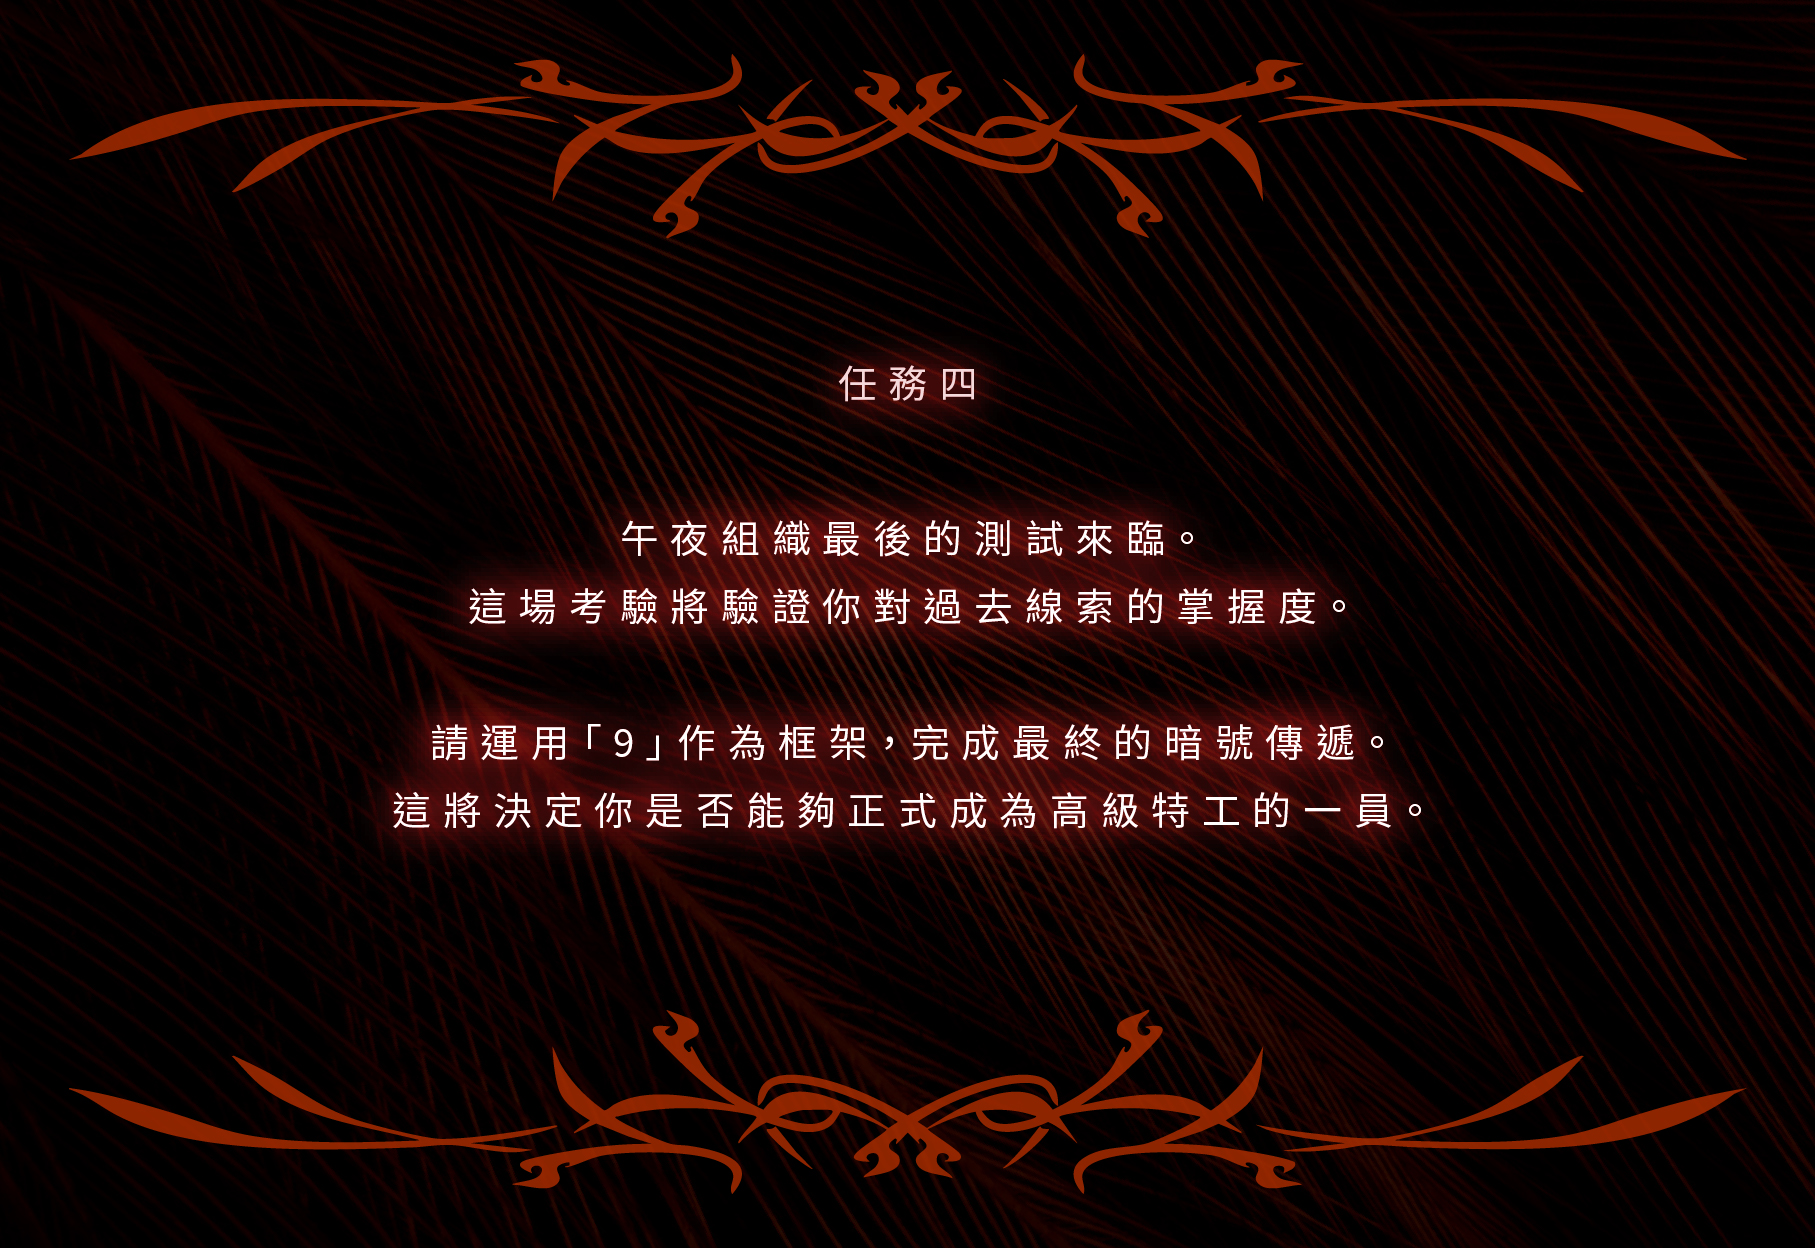 任務四
午夜組織最後的測試來臨。
這場考驗將驗證你對過去線索的掌握度。
請運用「9」作為框架，完成最終的暗號傳遞。
這將決定你是否能夠正式成為高級特工的一員。